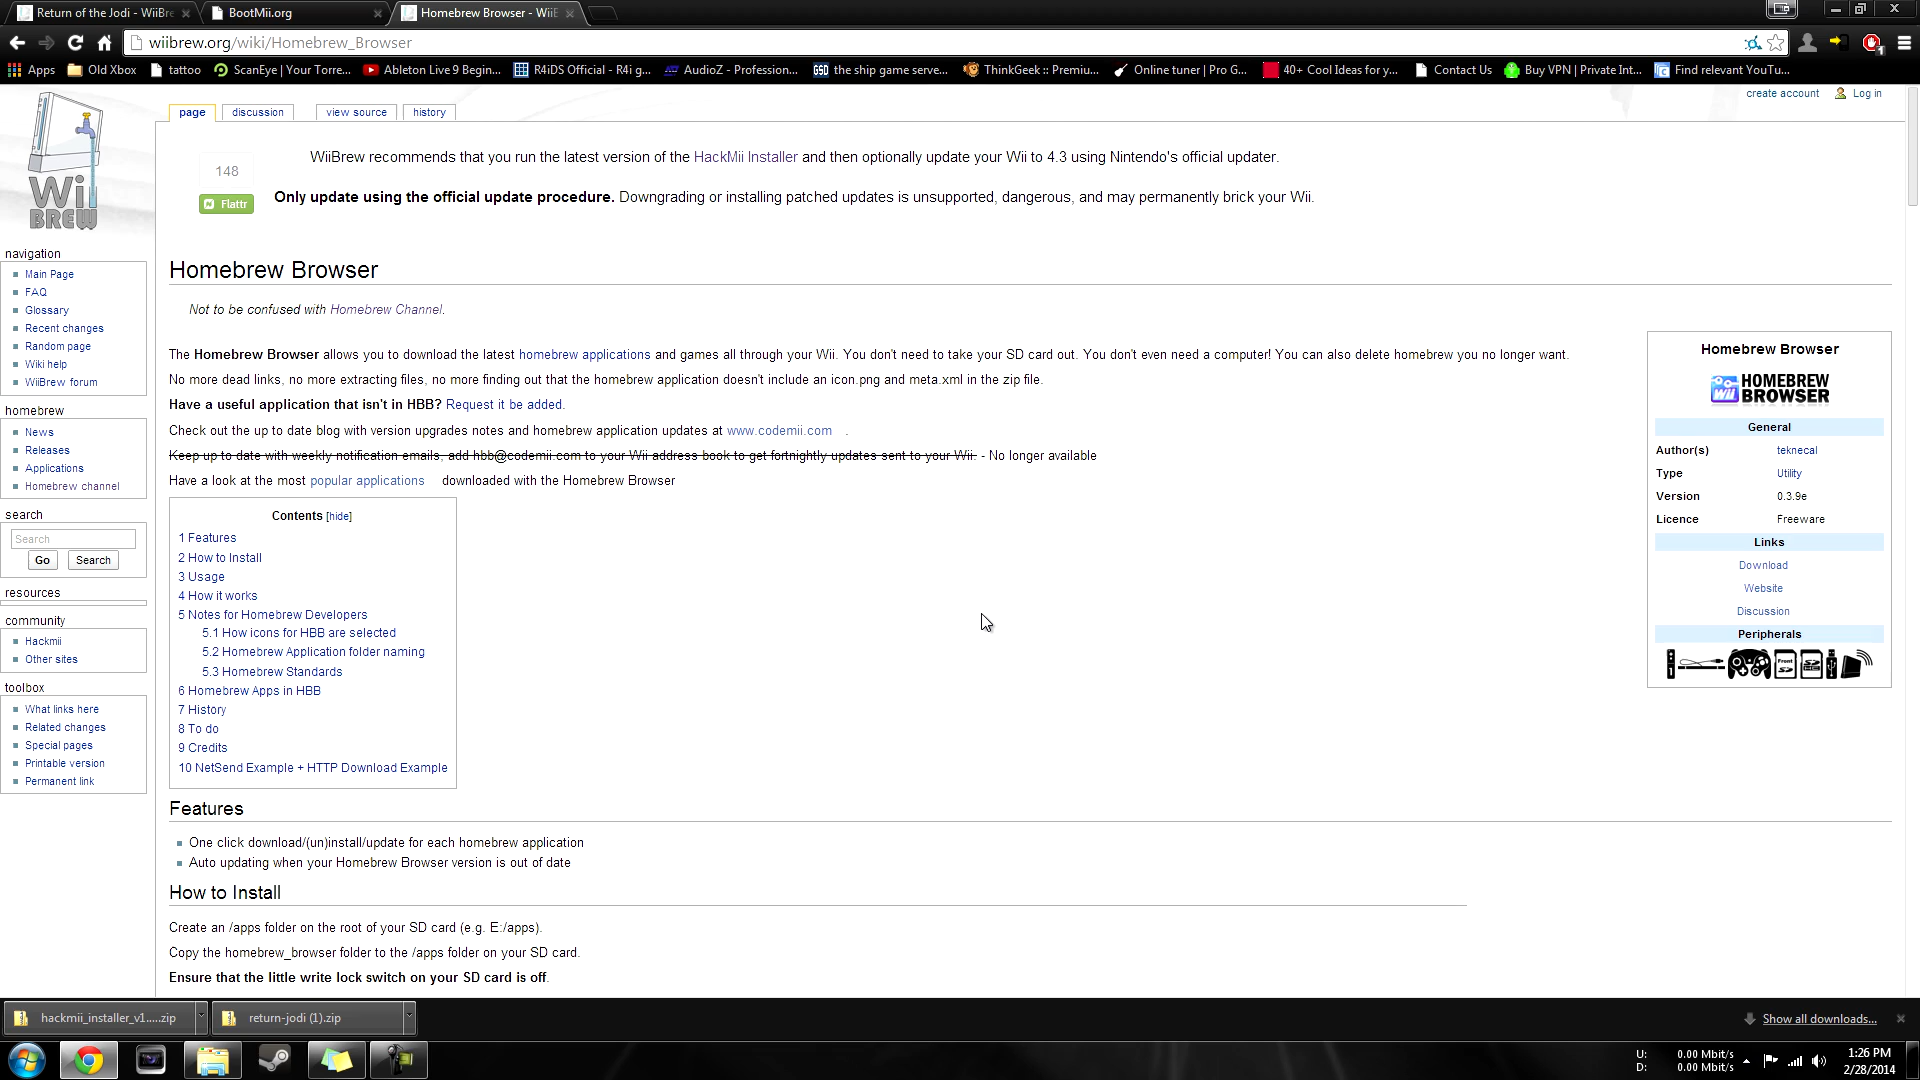 Return of the Jodi - WiiBre
BootMii.org
Homebrew Browser - WiiB
wiibrew.org/wiki/Homebrew_Browser
Apps
Old Xbox
tattoo
ScanEye | Your Torre...
Ableton Live 9 Begin...
R4iDS Official - R4i g...
AudioZ - Profession...
GSD
the ship game serve...
ThinkGeek :: Premiu...
Online tuner | Pro G...
40+ Cool Ideas for y...
Contact Us
Buy VPN | Private Int...
Find relevant YouTu...
create account
Log in
page
discussion
view source
history
Wii
BREW
148
Flattr
WiiBrew recommends that you run the latest version of the HackMii Installer and then optionally update your Wii to 4.3 using Nintendo's official updater.
Only update using the official update procedure. Downgrading or installing patched updates is unsupported, dangerous, and may permanently brick your Wii.
navigation
Main Page
FAQ
Glossary
Recent changes
Random page
Wiki help
WiiBrew forum
homebrew
News
Releases
Applications
Homebrew channel
search
Search
Go
Search
resources
community
Hackmii
Other sites
toolbox
What links here
Related changes
Special pages
Printable version
Permanent link
Homebrew Browser
Not to be confused with Homebrew Channel.
The Homebrew Browser allows you to download the latest homebrew applications and games all through your Wii. You don't need to take your SD card out. You don't even need a computer! You can also delete homebrew you no longer want.
No more dead links, no more extracting files, no more finding out that the homebrew application doesn't include an icon.png and meta.xml in the zip file.
Have a useful application that isn't in HBB? Request it be added.
Check out the up to date blog with version upgrades notes and homebrew application updates at www.codemii.com .
Keep up to date with weekly notification emails, add hbb@codemii.com to your Wii address book to get fortnightly updates sent to your Wii. - No longer available
Have a look at the most popular applications downloaded with the Homebrew Browser
Contents [hide]
1 Features
2 How to Install
3 Usage
4 How it works
5 Notes for Homebrew Developers
5.1 How icons for HBB are selected
5.2 Homebrew Application folder naming
5.3 Homebrew Standards
6 Homebrew Apps in HBB
7 History
8 To do
9 Credits
10 NetSend Example + HTTP Download Example
Homebrew Browser
Wii
HOMEBREW
BROWSER
General
Author(s) teknecal
Type Utility
Version 0.3.9e
Licence Freeware
Links
Download
Website
Discussion
Peripherals
Front
SD
Features
One click download/(un)install/update for each homebrew application
Auto updating when your Homebrew Browser version is out of date
How to Install
Create an /apps folder on the root of your SD card (e.g. E:/apps).
Copy the homebrew_browser folder to the /apps folder on your SD card.
Ensure that the little write lock switch on your SD card is off.
hackmii_installer_v1.....zip
return-jodi (1).zip
Show all downloads...
U: 0.00 Mbit/s
D: 0.00 Mbit/s
1:26 PM
2/28/2014